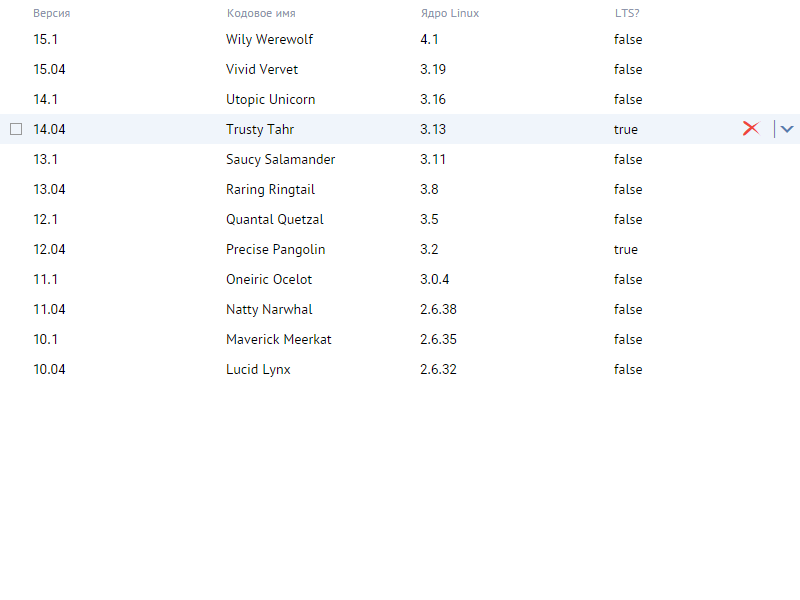 Версия Кодовое имя Ядро Linux LTS?
15.1 Wily Werewolf 4.1 false
15.04 Vivid Vervet 3.19 false
14.1 Utopic Unicorn 3.16 false
14.04 Trusty Tahr 3.13 true
13.1 Saucy Salamander 3.11 false
13.04 Raring Ringtail 3.8 false
12.1 Quantal Quetzal 3.5 false
12.04 Precise Pangolin 3.2 true
11.1 Oneiric Ocelot 3.0.4 false
11.04 Natty Narwhal 2.6.38 false
10.1 Maverick Meerkat 2.6.35 false
10.04 Lucid Lynx 2.6.32 false